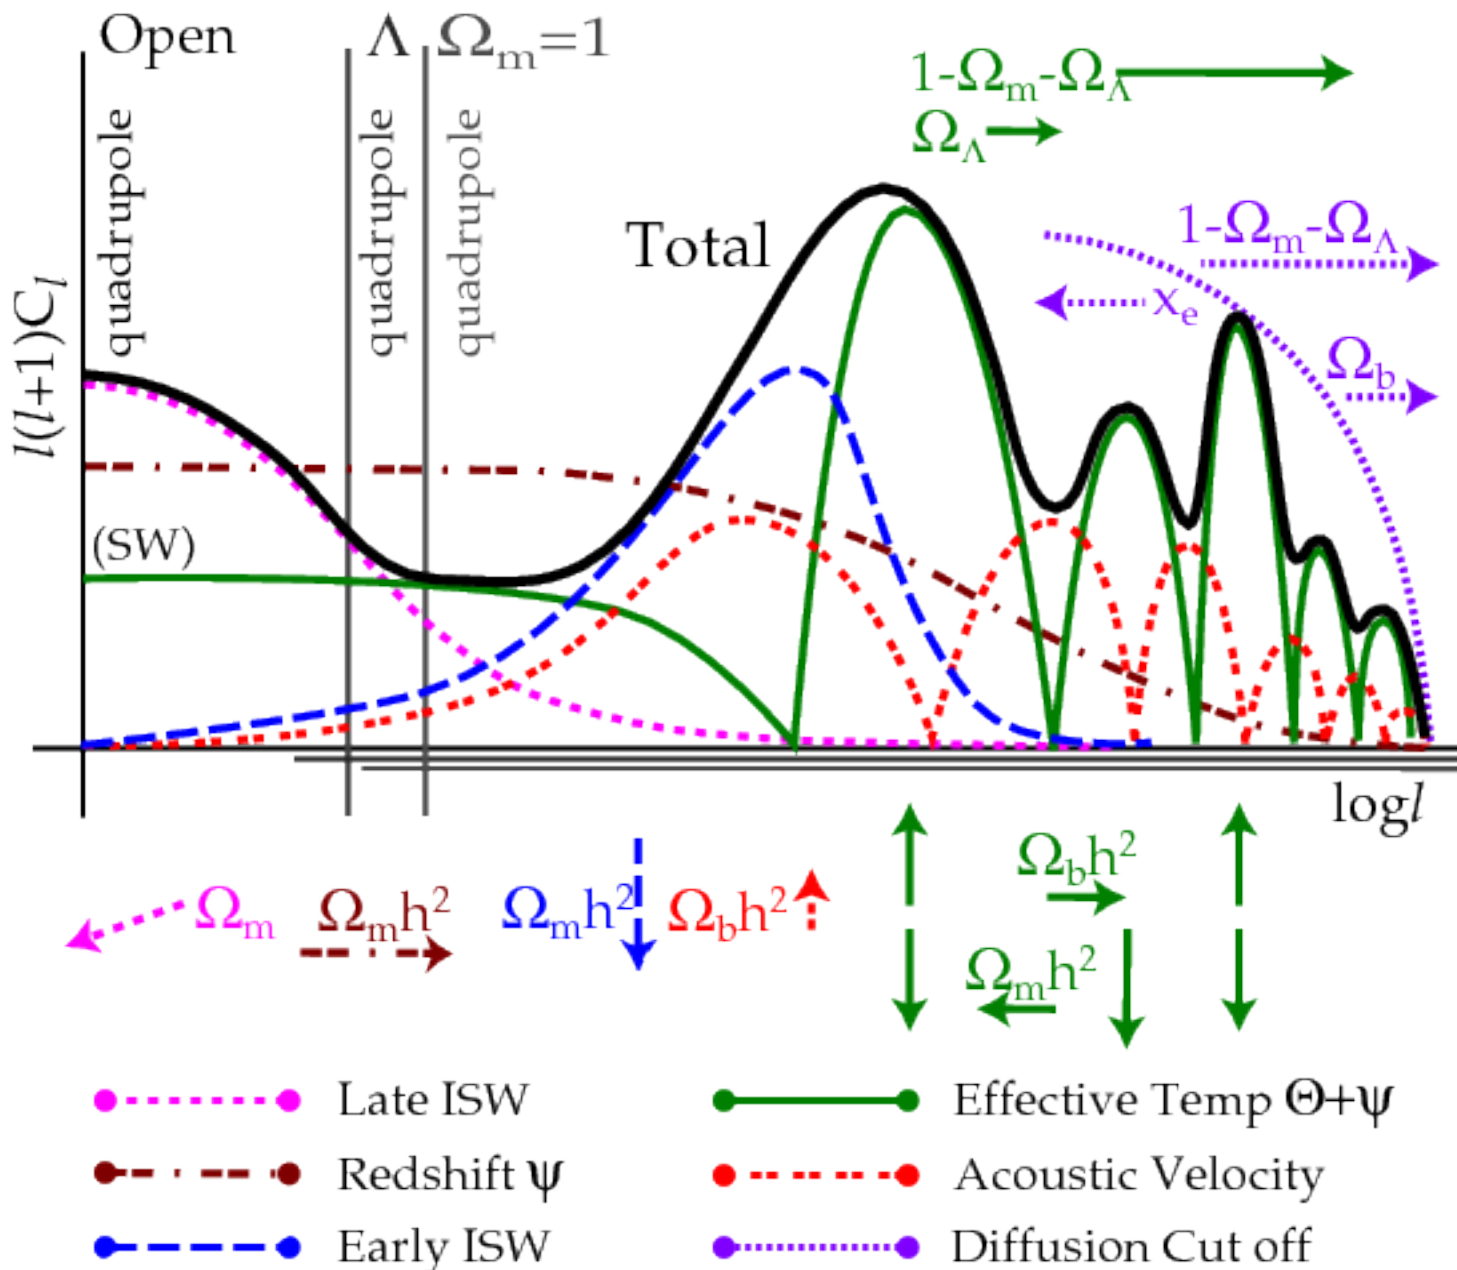 Open
Λ
Ωm=1
quadrupole
quadrupole
quadrupole
l(l+1)Cl
1-Ωm-ΩΛ
ΩΛ
Total
1-Ωm-ΩΛ
xe
Ωb
(SW)
logl
Ωm
Ωmh²
Ωmh²
Ωbh²
Ωbh²
Ωmh²
Late ISW
Redshift ψ
Early ISW
Effective Temp Θ+ψ
Acoustic Velocity
Diffusion Cut off